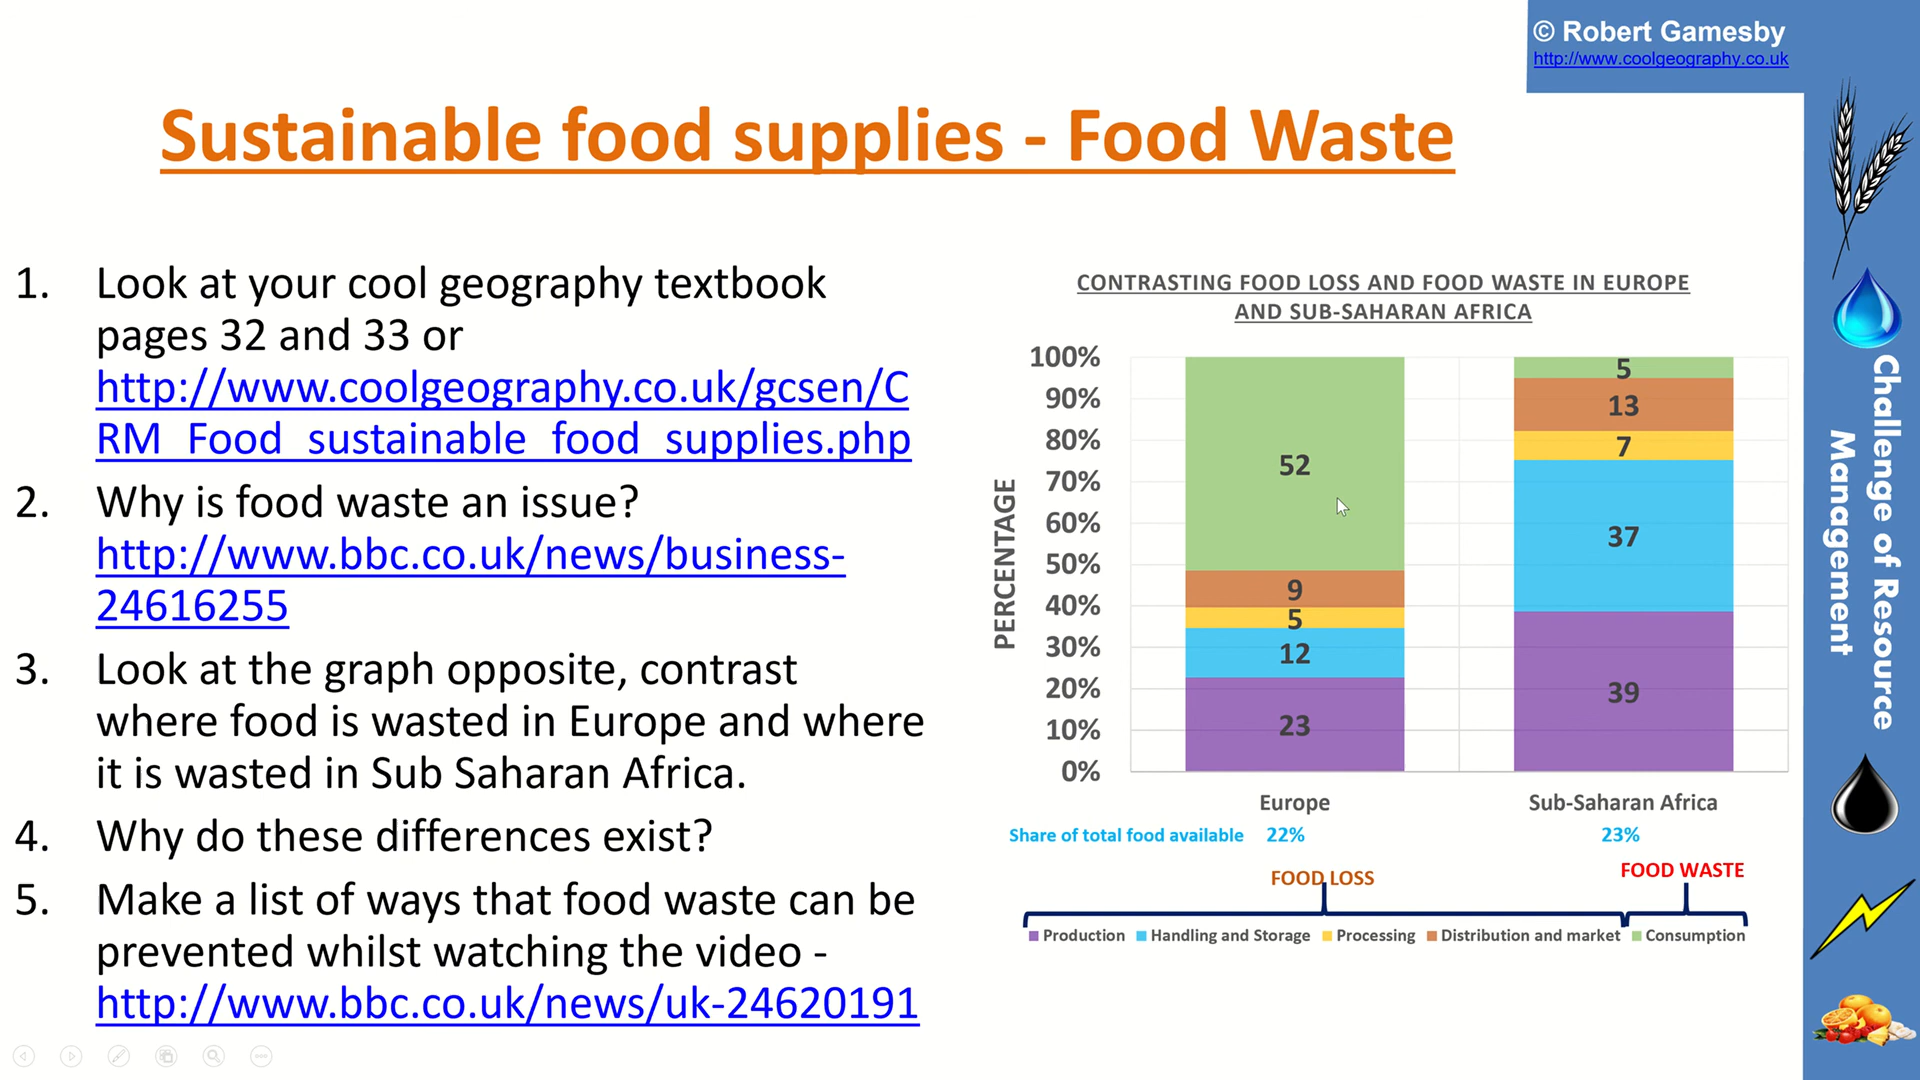 © Robert Gamesby
http://www.coolgeography.co.uk
Sustainable food supplies - Food Waste
1. Look at your cool geography textbook
pages 32 and 33 or
http://www.coolgeography.co.uk/gcsen/C
RM_Food_sustainable_food_supplies.php
2. Why is food waste an issue?
http://www.bbc.co.uk/news/business-
24616255
3. Look at the graph opposite, contrast
where food is wasted in Europe and where
it is wasted in Sub Saharan Africa.
4. Why do these differences exist?
5. Make a list of ways that food waste can be
prevented whilst watching the video -
http://www.bbc.co.uk/news/uk-24620191
CONTRASTING FOOD LOSS AND FOOD WASTE IN EUROPE
AND SUB-SAHARAN AFRICA
PERCENTAGE
100%
90%
80%
70%
60%
50%
40%
30%
20%
10%
0%
52
9
5
12
23
5
13
7
37
39
Europe Sub-Saharan Africa
Share of total food available 22% 23%
FOOD LOSS FOOD WASTE
Production Handling and Storage Processing Distribution and market Consumption
Challenge of Resource
Management